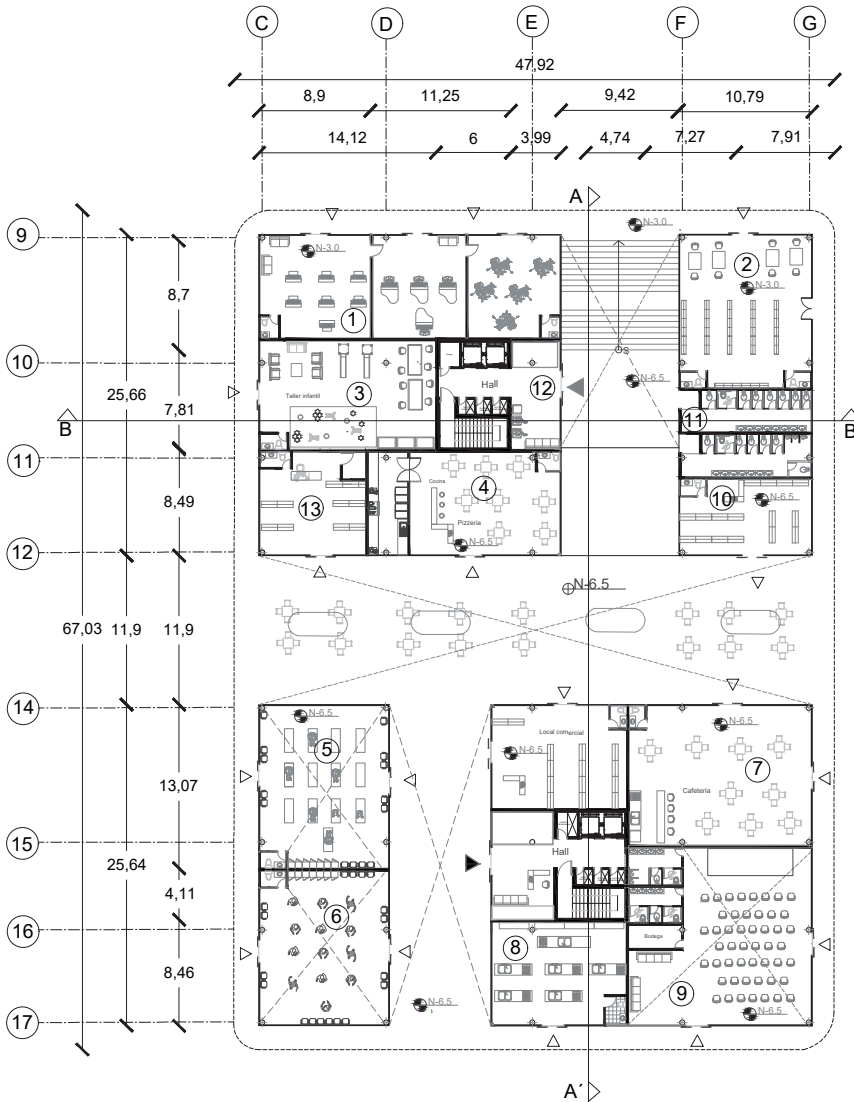 C D E F G
47,92
8,9 11,25 9,42 10,79
14,12 6 3,99 4,74 7,27 7,91
A
9 N-3.0 N-3.0
8,7
2
N-3.0
1
10
Hall
N-6.5
25,66
Taller infantil
3
12
7,81
B B
11
11
Cocina
4
8,49
13
10
N-6.5
Pizzeria
N-6.5
12
N-6.5
67,03
11,9 11,9
14
N-6.5 N-6.5
5
Local comercial
N-6.5
7
13,07
Cafeteria
15
25,64
Hall
4,11
6
16
8
Bodega
8,46
9
N-6.5
N-6.5
17
A´